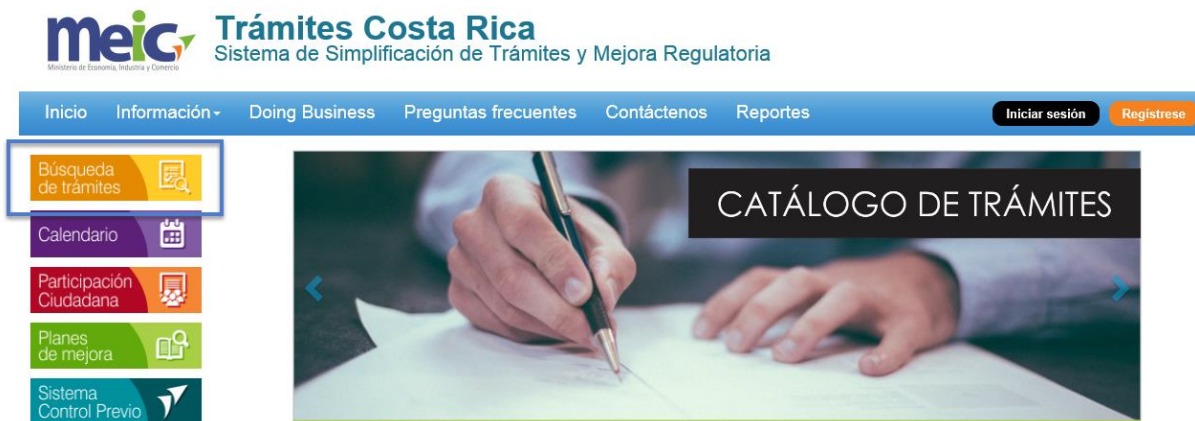 meic
Ministerio de Economía, Industria y Comercio
Trámites Costa Rica
Sistema de Simplificación de Trámites y Mejora Regulatoria
Inicio Información Doing Business Preguntas frecuentes Contáctenos Reportes Iniciar sesión Regístrese
Búsqueda
de trámites
CATÁLOGO DE TRÁMITES
Calendario
Participación
Ciudadana
Planes
de mejora
Sistema
Control Previo